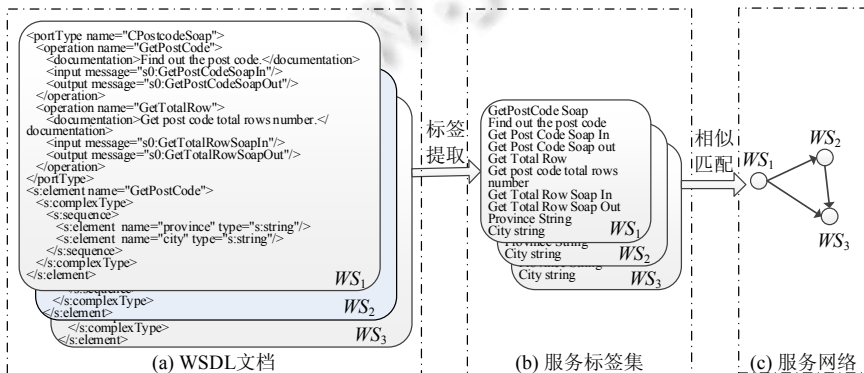 <portType name="CPostcodeSoap">
<operation name="GetPostCode">
<documentation>Find out the post code.</documentation>
<input message="s0:GetPostCodeSoapIn"/>
<output message="s0:GetPostCodeSoapOut"/>
</operation>
<operation name="GetTotalRow">
<documentation>Get post code total rows number.</
documentation>
<input message="s0:GetTotalRowSoapIn"/>
<output message="s0:GetTotalRowSoapOut"/>
</operation>
</portType>
<s:element name="GetPostCode">
<s:complexType>
<s:sequence>
<s:element name="province" type="s:string"/>
<s:element name="city" type="s:string"/>
</s:sequence>
</s:complexType>
</s:element>
WS1
</s:complexType>
</s:element>
WS2
</s:complexType>
</s:element>
WS3
(a) WSDL文档
标签
提取
GetPostCode Soap
Find out the post code
Get Post Code Soap In
Get Post Code Soap out
Get Total Row
Get post code total rows
number
Get Total Row Soap In
Get Total Row Soap Out
Province String
City string
WS1
Province String
City string
WS2
City string
WS3
(b) 服务标签集
相似
匹配
WS1
WS2
WS3
(c) 服务网络